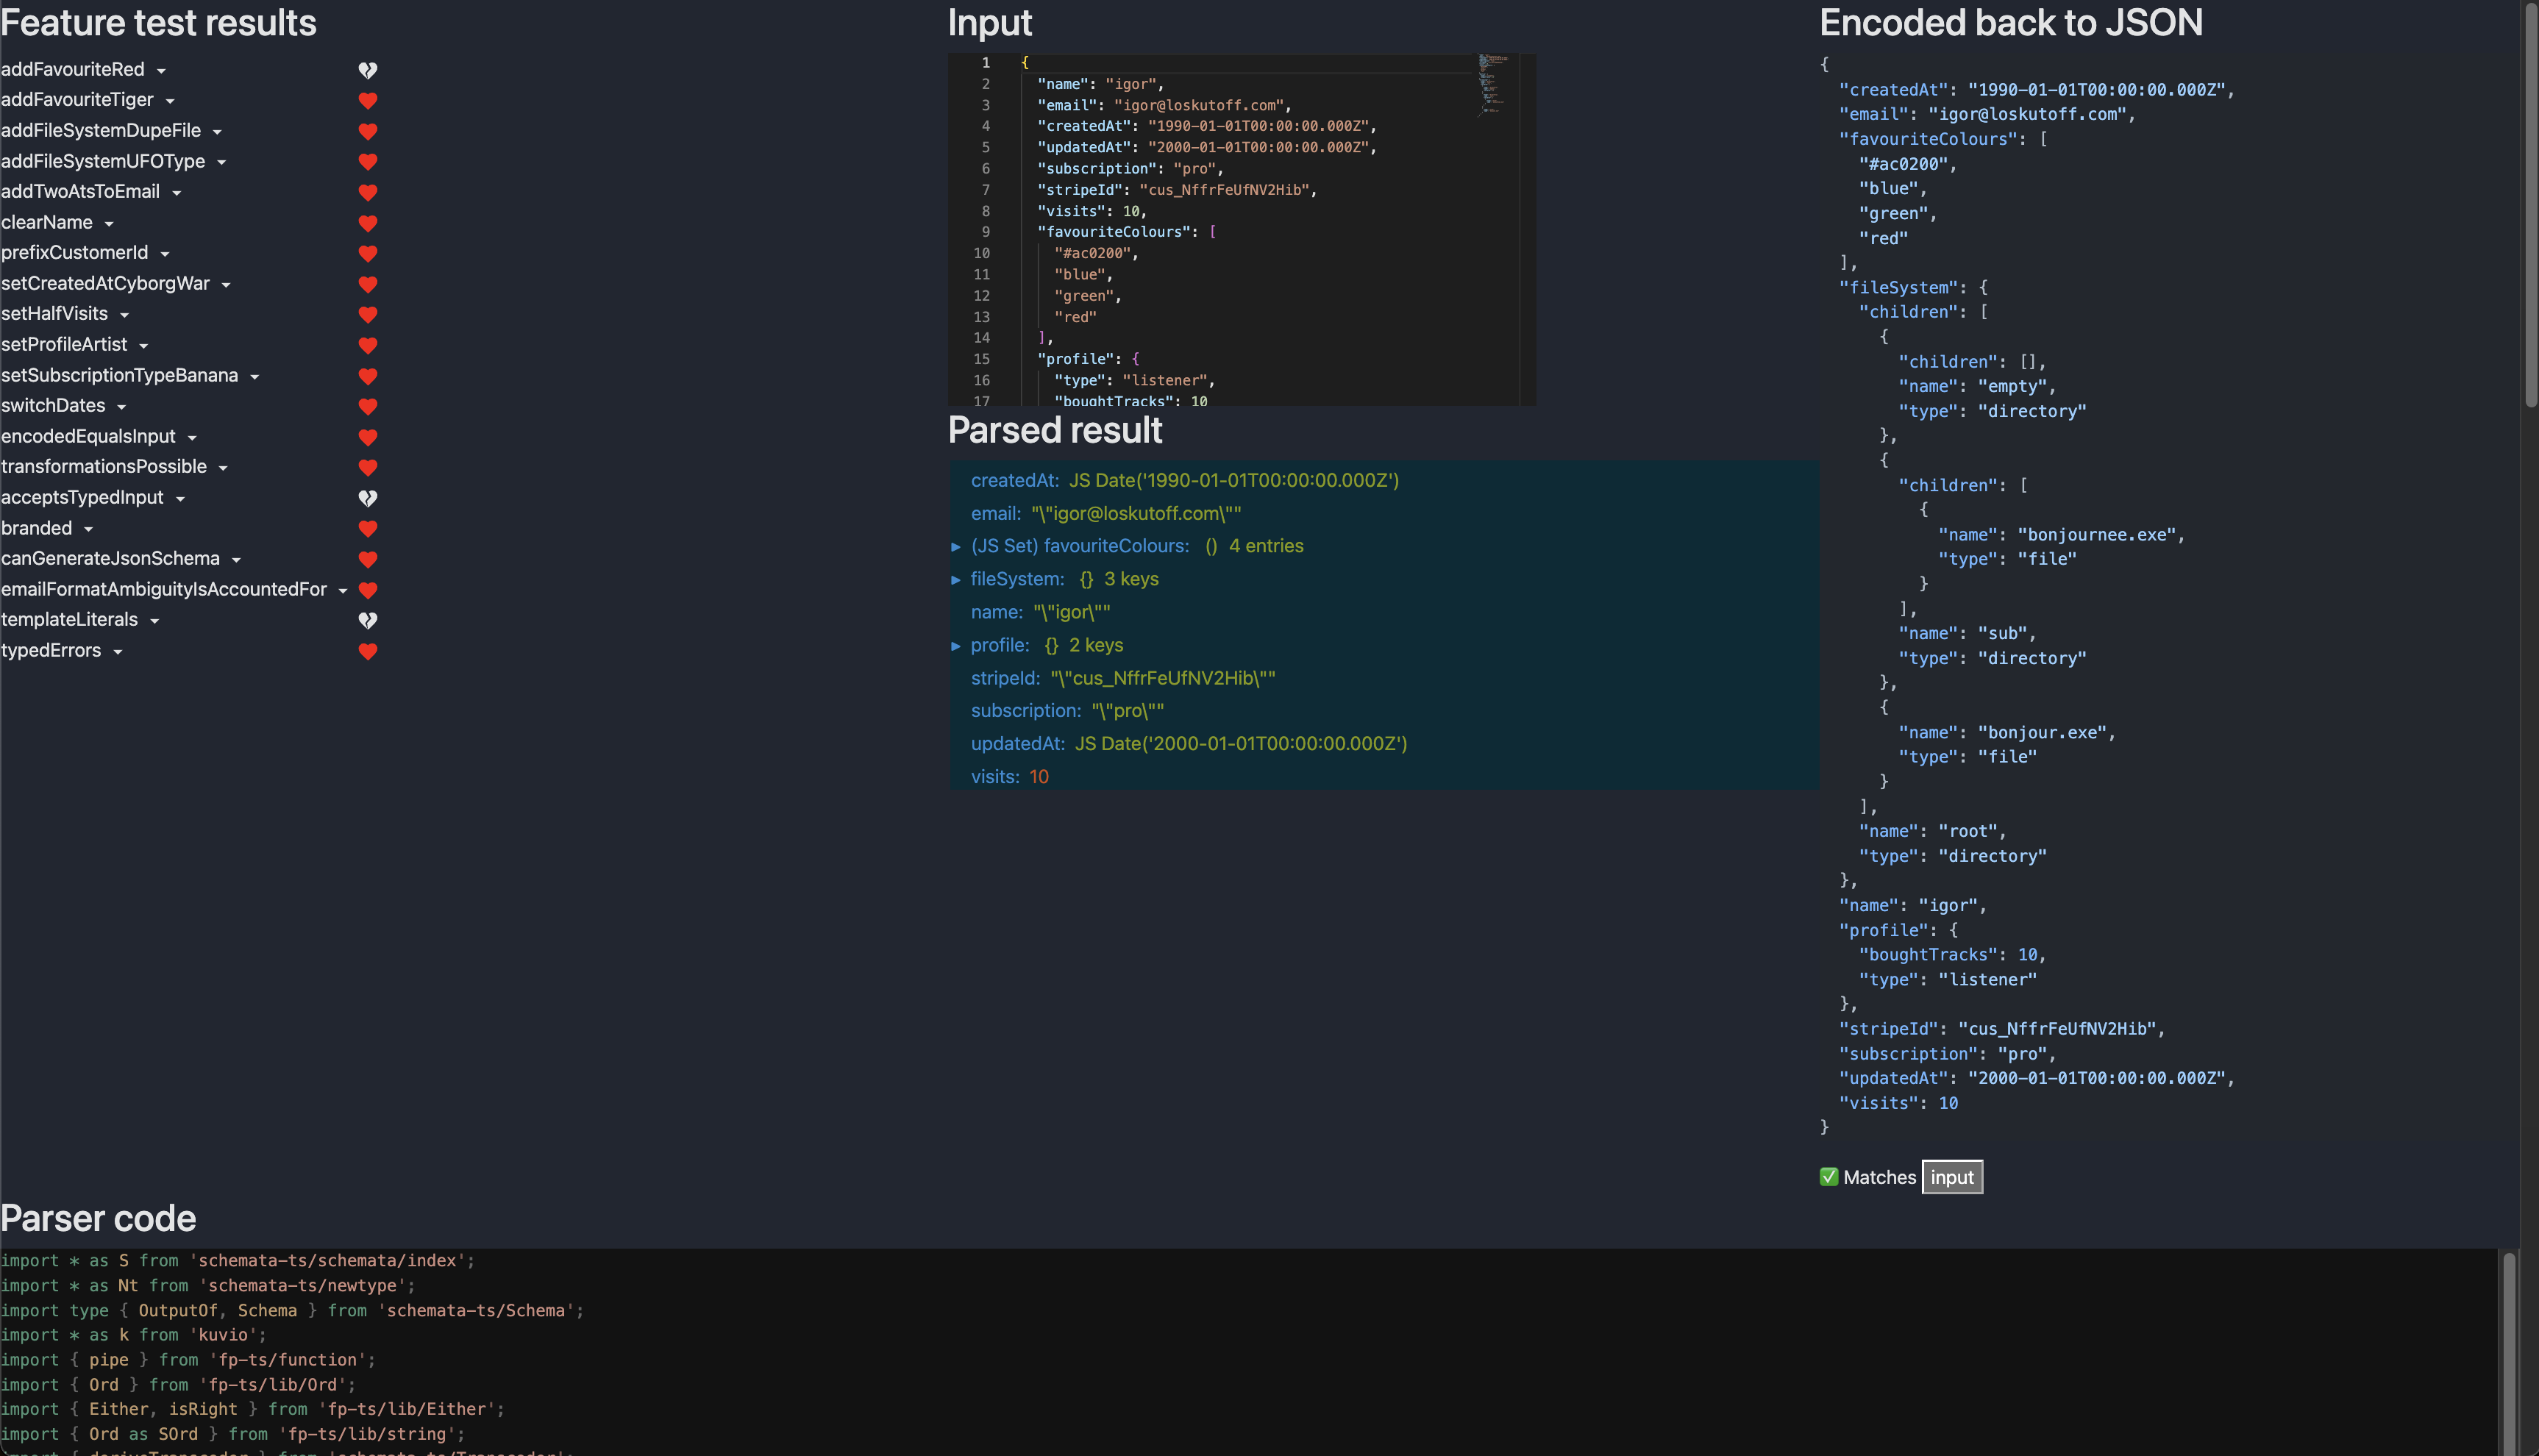 Feature test results
addFavouriteRed
addFavouriteTiger
addFileSystemDupeFile
addFileSystemUFOType
addTwoAtsToEmail
clearName
prefixCustomerId
setCreatedAtCyborgWar
setHalfVisits
setProfileArtist
setSubscriptionTypeBanana
switchDates
encodedEqualsInput
transformationsPossible
acceptsTypedInput
branded
canGenerateJsonSchema
emailFormatAmbiguityIsAccountedFor
templateLiterals
typedErrors
Input
1 {
2 "name": "igor",
3 "email": "igor@loskutoff.com",
4 "createdAt": "1990-01-01T00:00:00.000Z",
5 "updatedAt": "2000-01-01T00:00:00.000Z",
6 "subscription": "pro",
7 "stripeId": "cus_NffrFeUfNV2Hib",
8 "visits": 10,
9 "favouriteColours": [
10 "#ac0200",
11 "blue",
12 "green",
13 "red"
14 ],
15 "profile": {
16 "type": "listener",
17 "boughtTracks": 10
Parsed result
createdAt: JS Date('1990-01-01T00:00:00.000Z')
email: "\"igor@loskutoff.com\""
(JS Set) favouriteColours: () 4 entries
fileSystem: {} 3 keys
name: "\"igor\""
profile: {} 2 keys
stripeId: "\"cus_NffrFeUfNV2Hib\""
subscription: "\"pro\""
updatedAt: JS Date('2000-01-01T00:00:00.000Z')
visits: 10
Encoded back to JSON
{
"createdAt": "1990-01-01T00:00:00.000Z",
"email": "igor@loskutoff.com",
"favouriteColours": [
"#ac0200",
"blue",
"green",
"red"
],
"fileSystem": {
"children": [
{
"children": [],
"name": "empty",
"type": "directory"
},
{
"children": [
{
"name": "bonjournee.exe",
"type": "file"
}
],
"name": "sub",
"type": "directory"
},
{
"name": "bonjour.exe",
"type": "file"
}
],
"name": "root",
"type": "directory"
},
"name": "igor",
"profile": {
"boughtTracks": 10,
"type": "listener"
},
"stripeId": "cus_NffrFeUfNV2Hib",
"subscription": "pro",
"updatedAt": "2000-01-01T00:00:00.000Z",
"visits": 10
}
Matches input
Parser code
import * as S from 'schemata-ts/schemata/index';
import * as Nt from 'schemata-ts/newtype';
import type { OutputOf, Schema } from 'schemata-ts/Schema';
import * as k from 'kuvio';
import { pipe } from 'fp-ts/function';
import { Ord } from 'fp-ts/lib/Ord';
import { Either, isRight } from 'fp-ts/lib/Either';
import { Ord as SOrd } from 'fp-ts/lib/string';
import { deriveTranscoder } from 'schemata-ts/Transcoder';